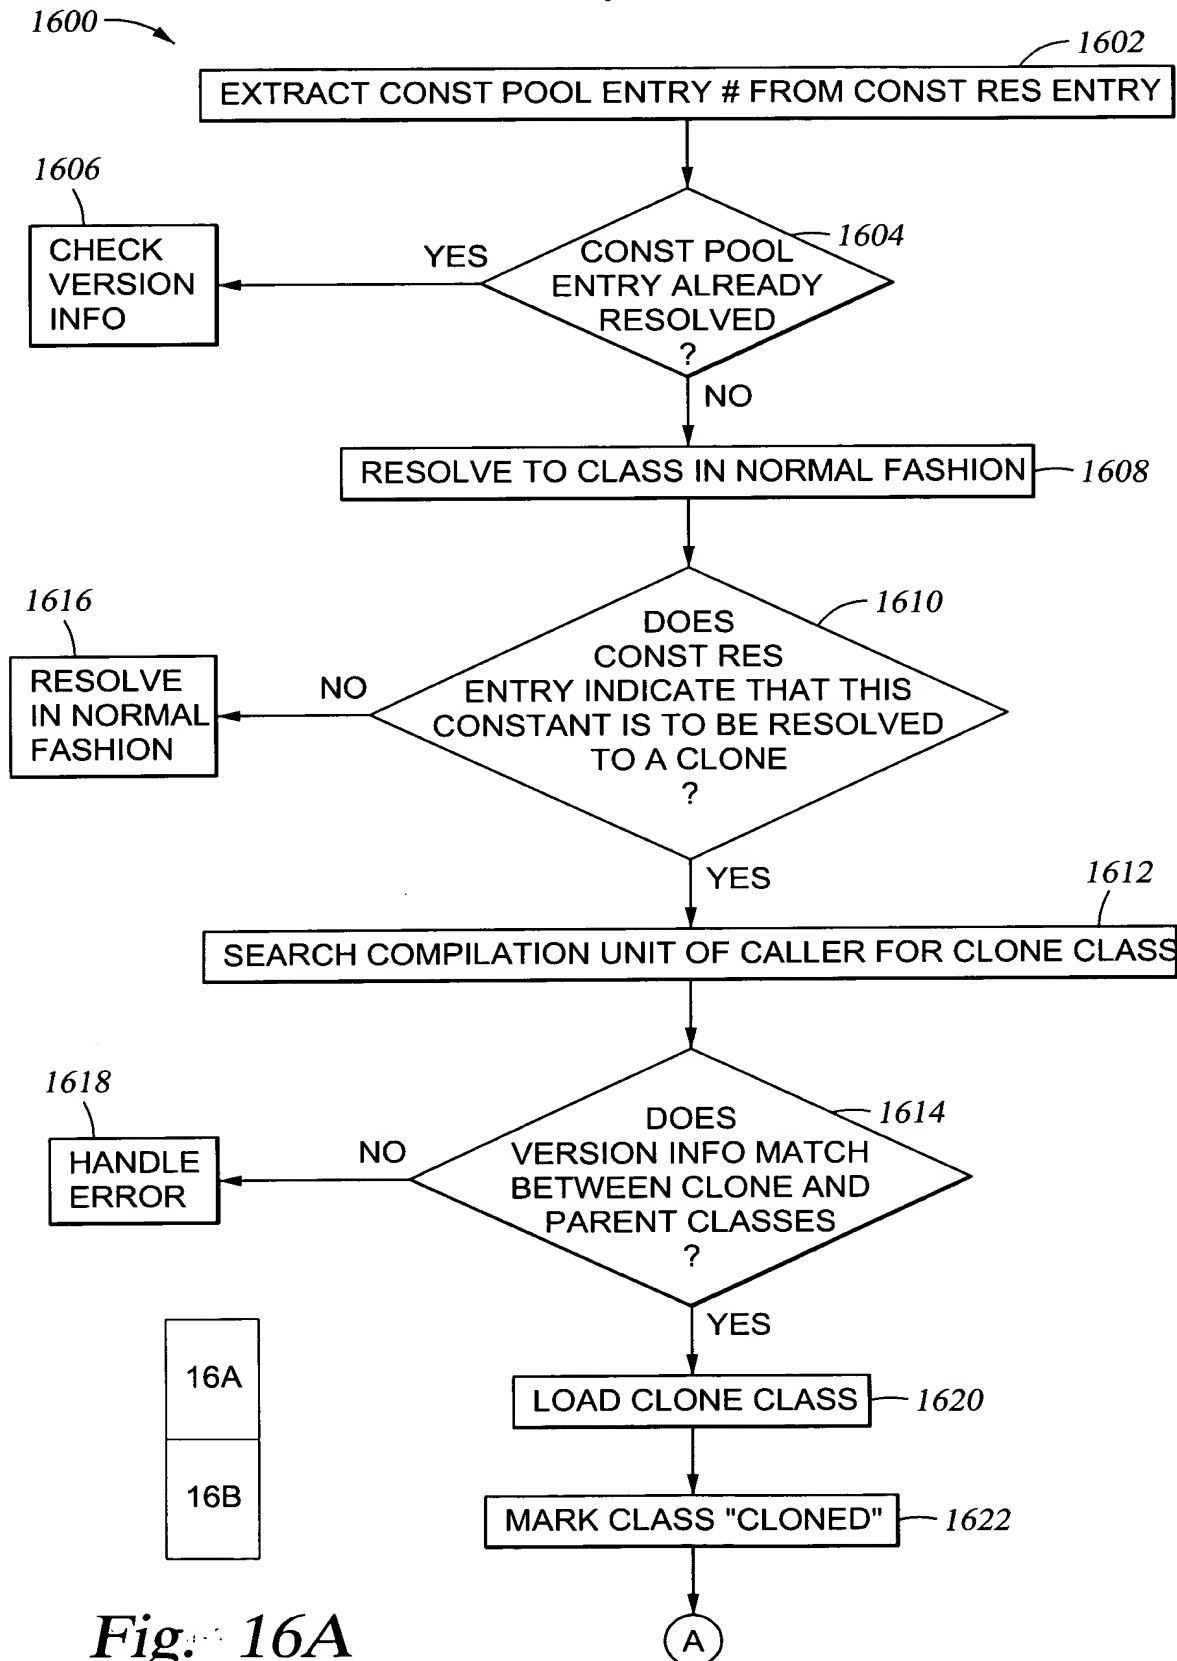 1600
1602
EXTRACT CONST POOL ENTRY # FROM CONST RES ENTRY
1606
CHECK
VERSION
INFO
YES
1604
CONST POOL
ENTRY ALREADY
RESOLVED
?
NO
RESOLVE TO CLASS IN NORMAL FASHION
1608
1616
RESOLVE
IN NORMAL
FASHION
NO
1610
DOES
CONST RES
ENTRY INDICATE THAT THIS
CONSTANT IS TO BE RESOLVED
TO A CLONE
?
YES
1612
SEARCH COMPILATION UNIT OF CALLER FOR CLONE CLASS
1618
HANDLE
ERROR
NO
1614
DOES
VERSION INFO MATCH
BETWEEN CLONE AND
PARENT CLASSES
?
YES
16A
16B
LOAD CLONE CLASS
1620
MARK CLASS "CLONED"
1622
A
Fig. 16A